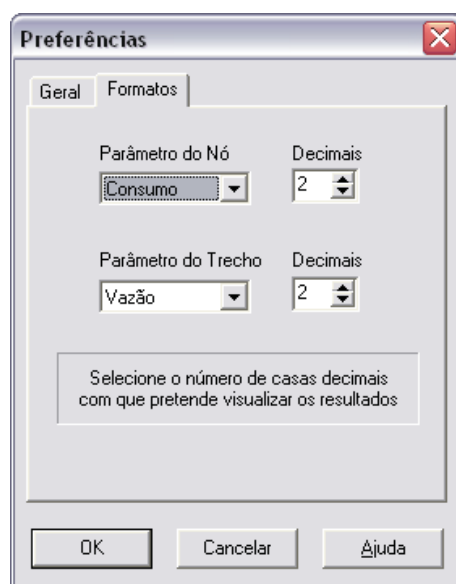 Preferências
Geral Formatos
Parâmetro do Nó Decimais
Consumo 2
Parâmetro do Trecho Decimais
Vazão 2
Selecione o número de casas decimais
com que pretende visualizar os resultados
OK Cancelar Ajuda